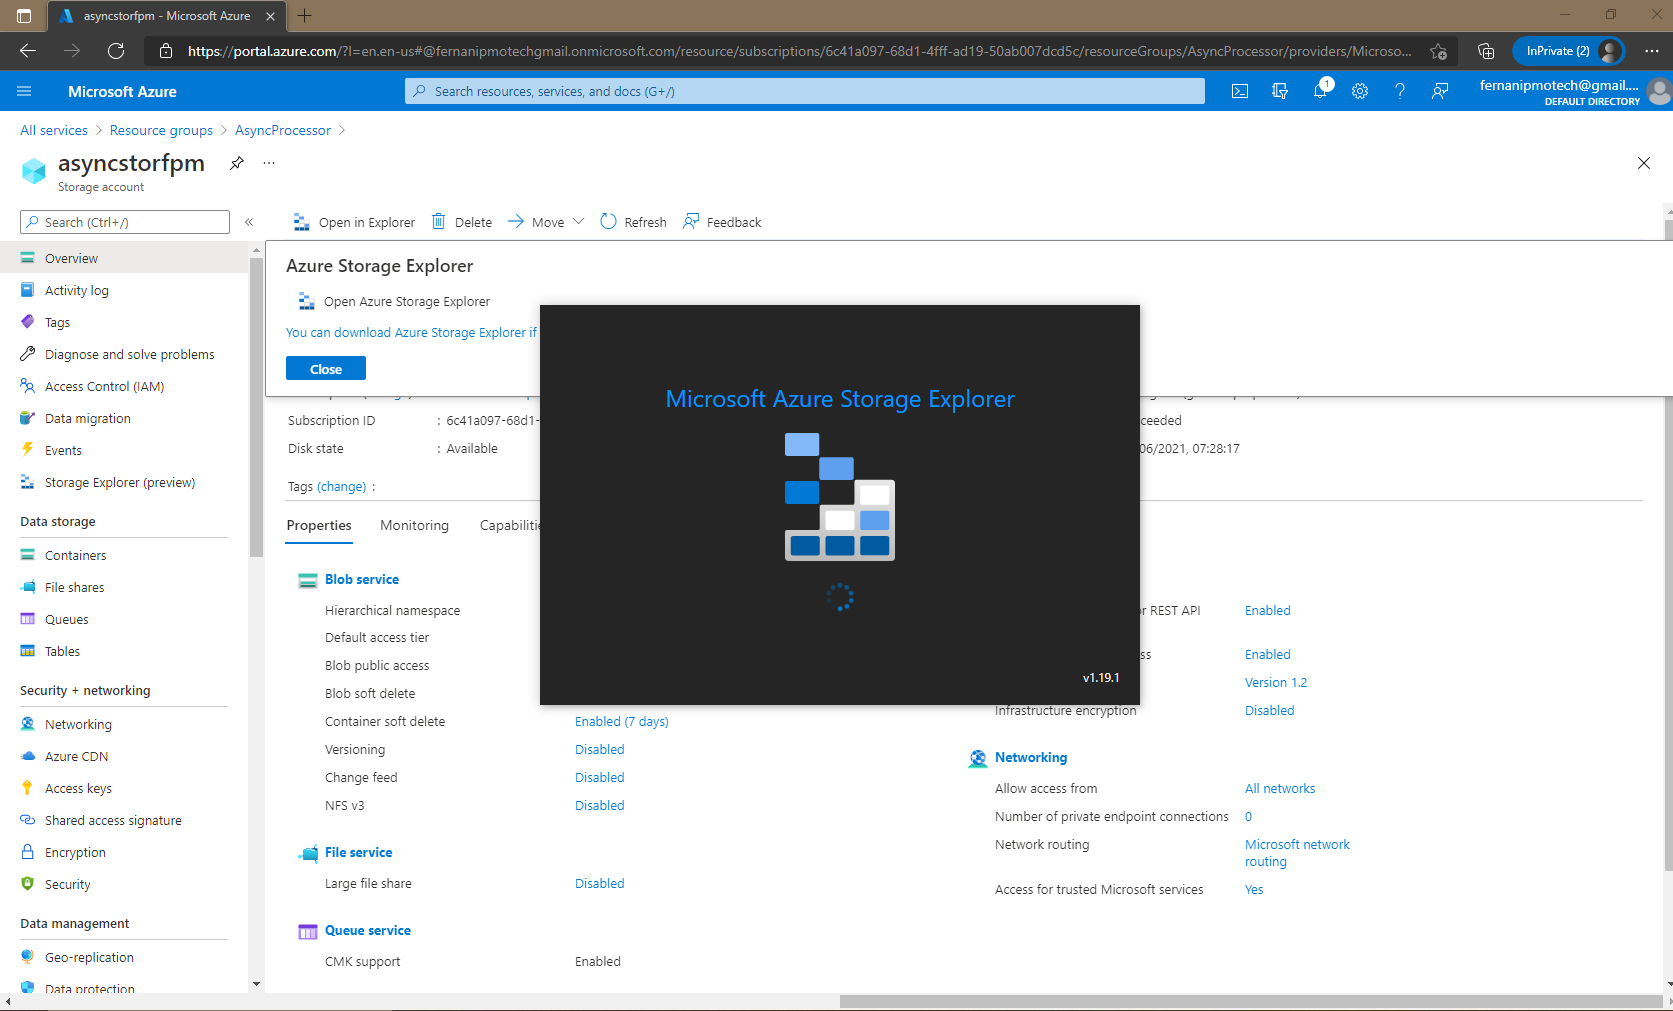 asyncstorfpm - Microsoft Azure
https://portal.azure.com/?l=en.en-us#@fernanipmotechgmail.onmicrosoft.com/resource/subscriptions/6c41a097-68d1-4fff-ad19-50ab007dcd5c/resourceGroups/AsyncProcessor/providers/Microso...
InPrivate (2)
Microsoft Azure
Search resources, services, and docs (G+/)
1
fernanipmotech@gmail....
DEFAULT DIRECTORY
All services > Resource groups > AsyncProcessor >
asyncstorfpm
Storage account
Search (Ctrl+/)
Open in Explorer Delete Move Refresh Feedback
Overview
Activity log
Tags
Diagnose and solve problems
Access Control (IAM)
Data migration
Events
Storage Explorer (preview)
Data storage
Containers
File shares
Queues
Tables
Security + networking
Networking
Azure CDN
Access keys
Shared access signature
Encryption
Security
Data management
Geo-replication
Data protection
Azure Storage Explorer
Open Azure Storage Explorer
You can download Azure Storage Explorer if
Close
Microsoft Azure Storage Explorer
v1.19.1
Subscription ID : 6c41a097-68d1-
ceeded
Disk state : Available
06/2021, 07:28:17
Tags (change) :
Properties Monitoring Capabilitie
Blob service
Hierarchical namespace
Default access tier
Blob public access
Blob soft delete
Container soft delete Enabled (7 days)
Versioning Disabled
Change feed Disabled
NFS v3 Disabled
File service
Large file share Disabled
Queue service
CMK support Enabled
or REST API Enabled
ss Enabled
Version 1.2
Infrastructure encryption Disabled
Networking
Allow access from All networks
Number of private endpoint connections 0
Network routing Microsoft network
routing
Access for trusted Microsoft services Yes